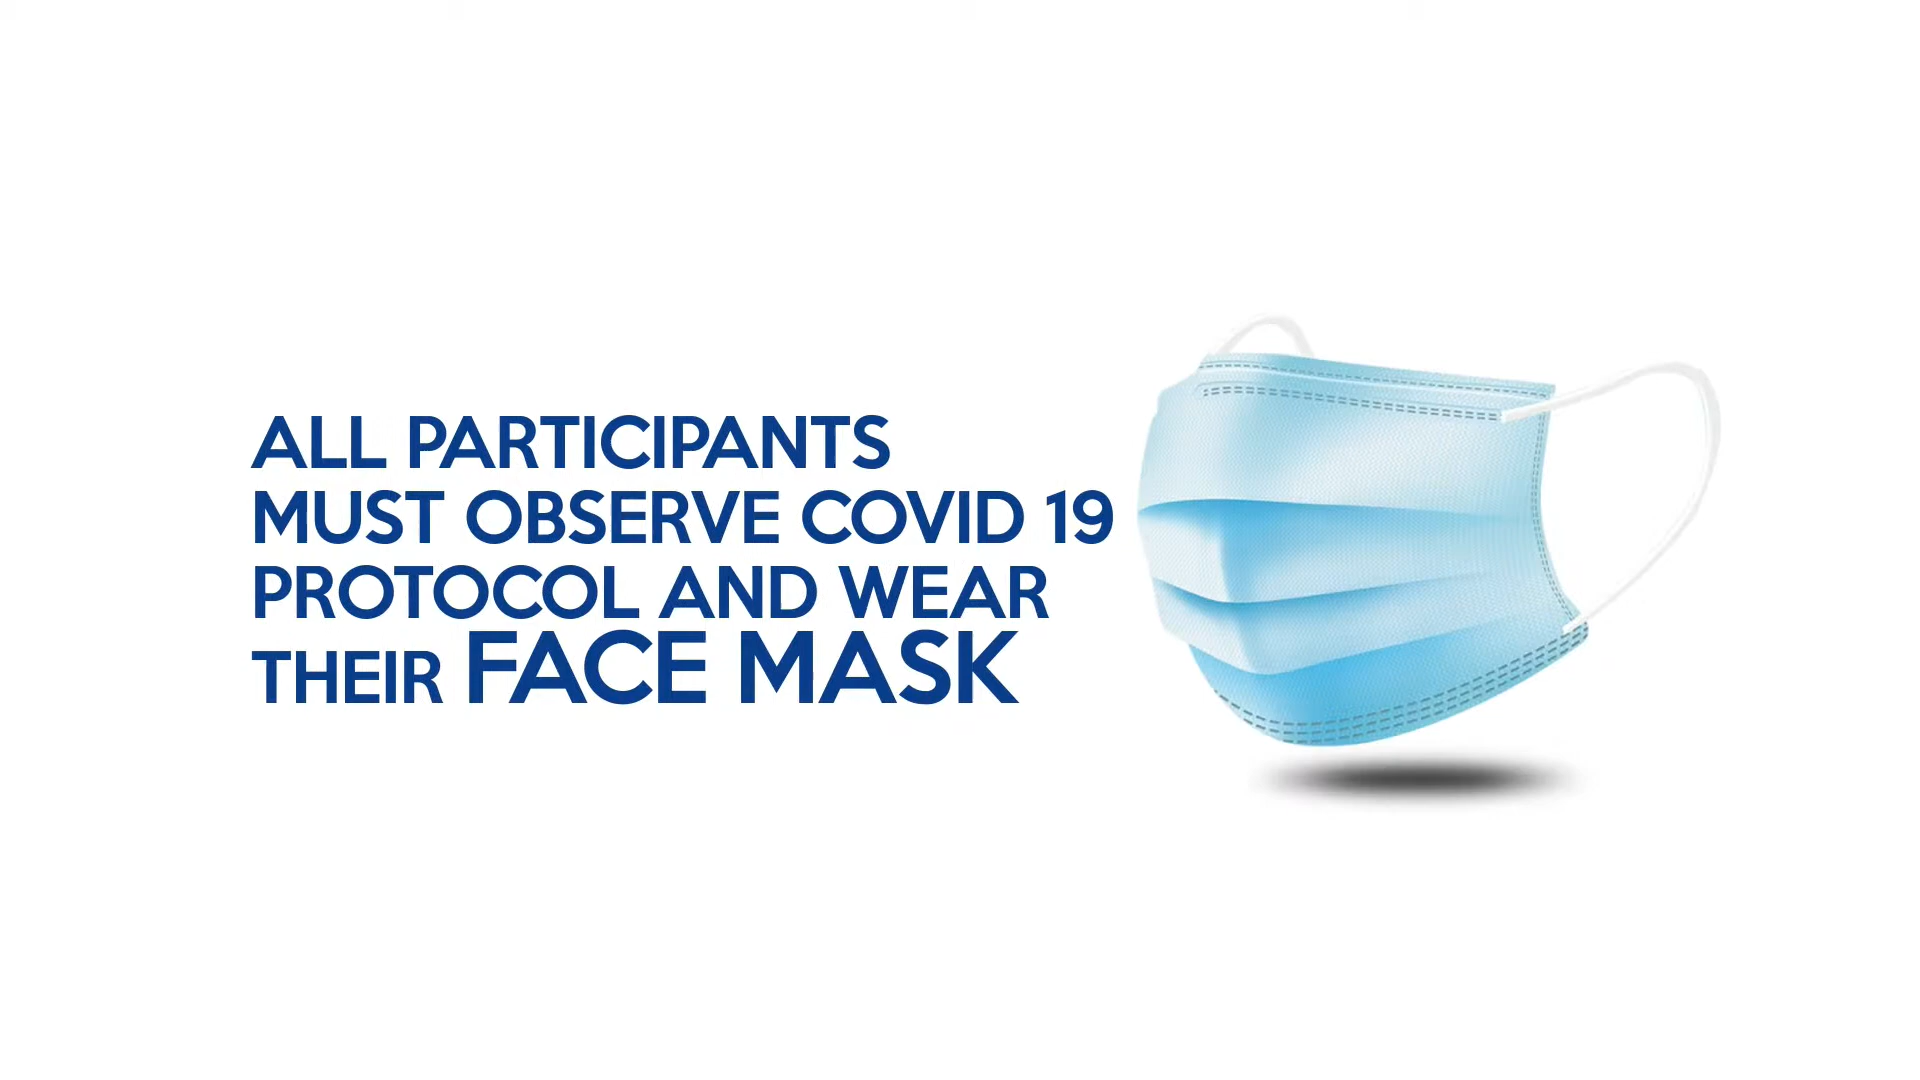 ALL PARTICIPANTS
MUST OBSERVE COVID 19
PROTOCOL AND WEAR
THEIR FACE MASK